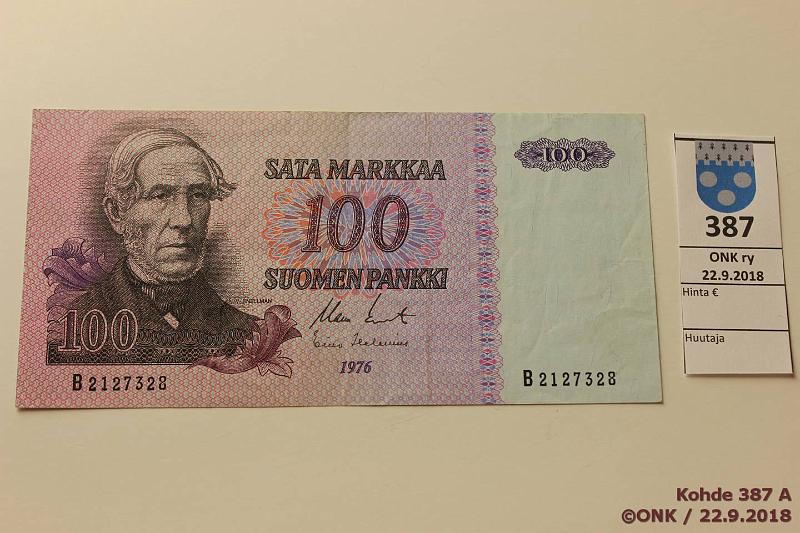 SATA MARKKAA
100
SUOMEN PANKKI
100
SNELLMAN
100
1976
B 2127328
B 2127328
387
ONK ry
22.9.2018
Hinta €
Huutaja
Kohde 387 A
©ONK / 22.9.2018